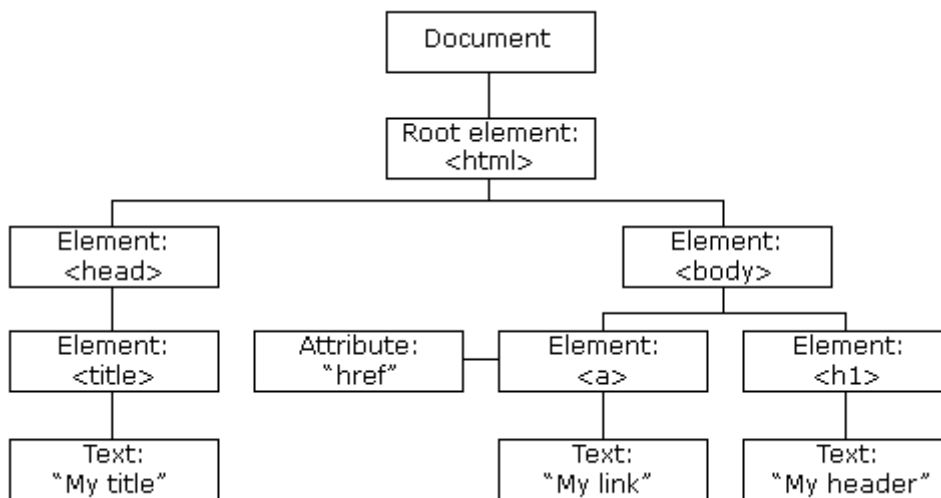 Document
Root element:
<html>
Element:
<head>
Element:
<body>
Element:
<title>
Attribute:
“href”
Element:
<a>
Element:
<h1>
Text:
“My title”
Text:
“My link”
Text:
“My header”